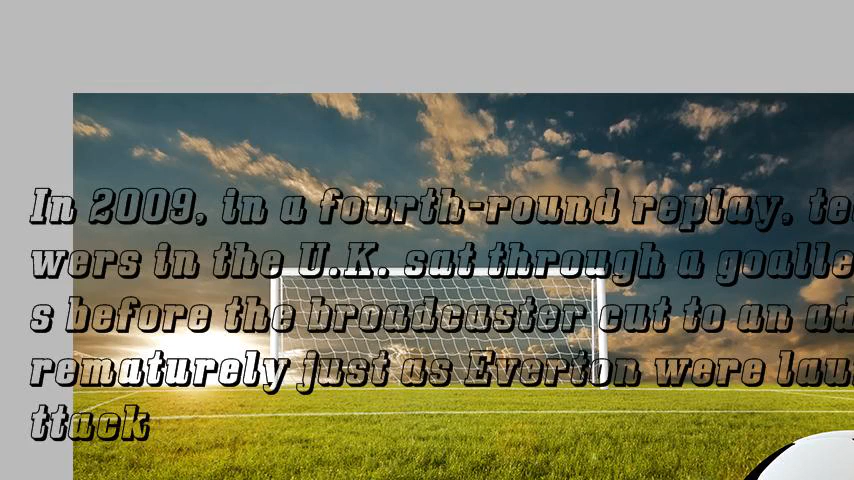 In 2009, in a fourth-round replay, te
wers in the U.K. sat through a goalle
s before the broadcaster cut to an ad
rematurely just as Everton were lau
ttack